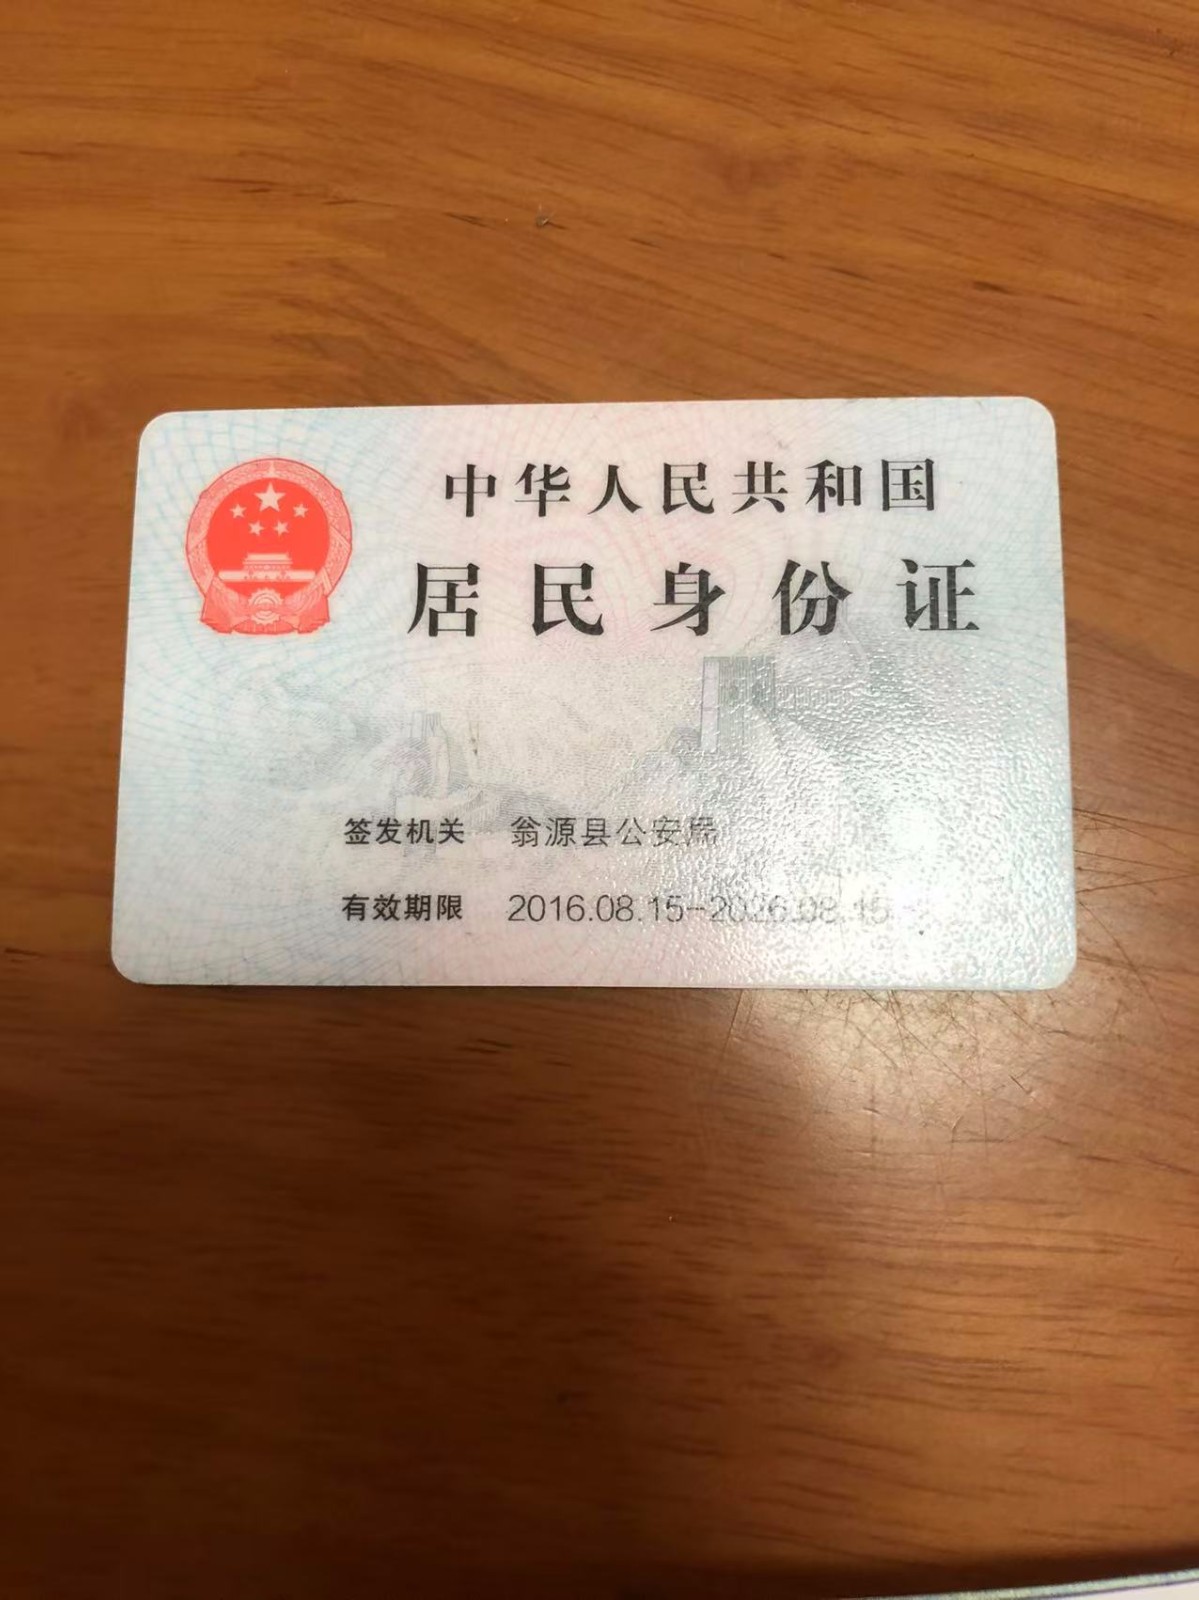 中华人民共和国
居民身份证
签发机关 翁源县公安局
有效期限 2016.08.15-2026.08.15